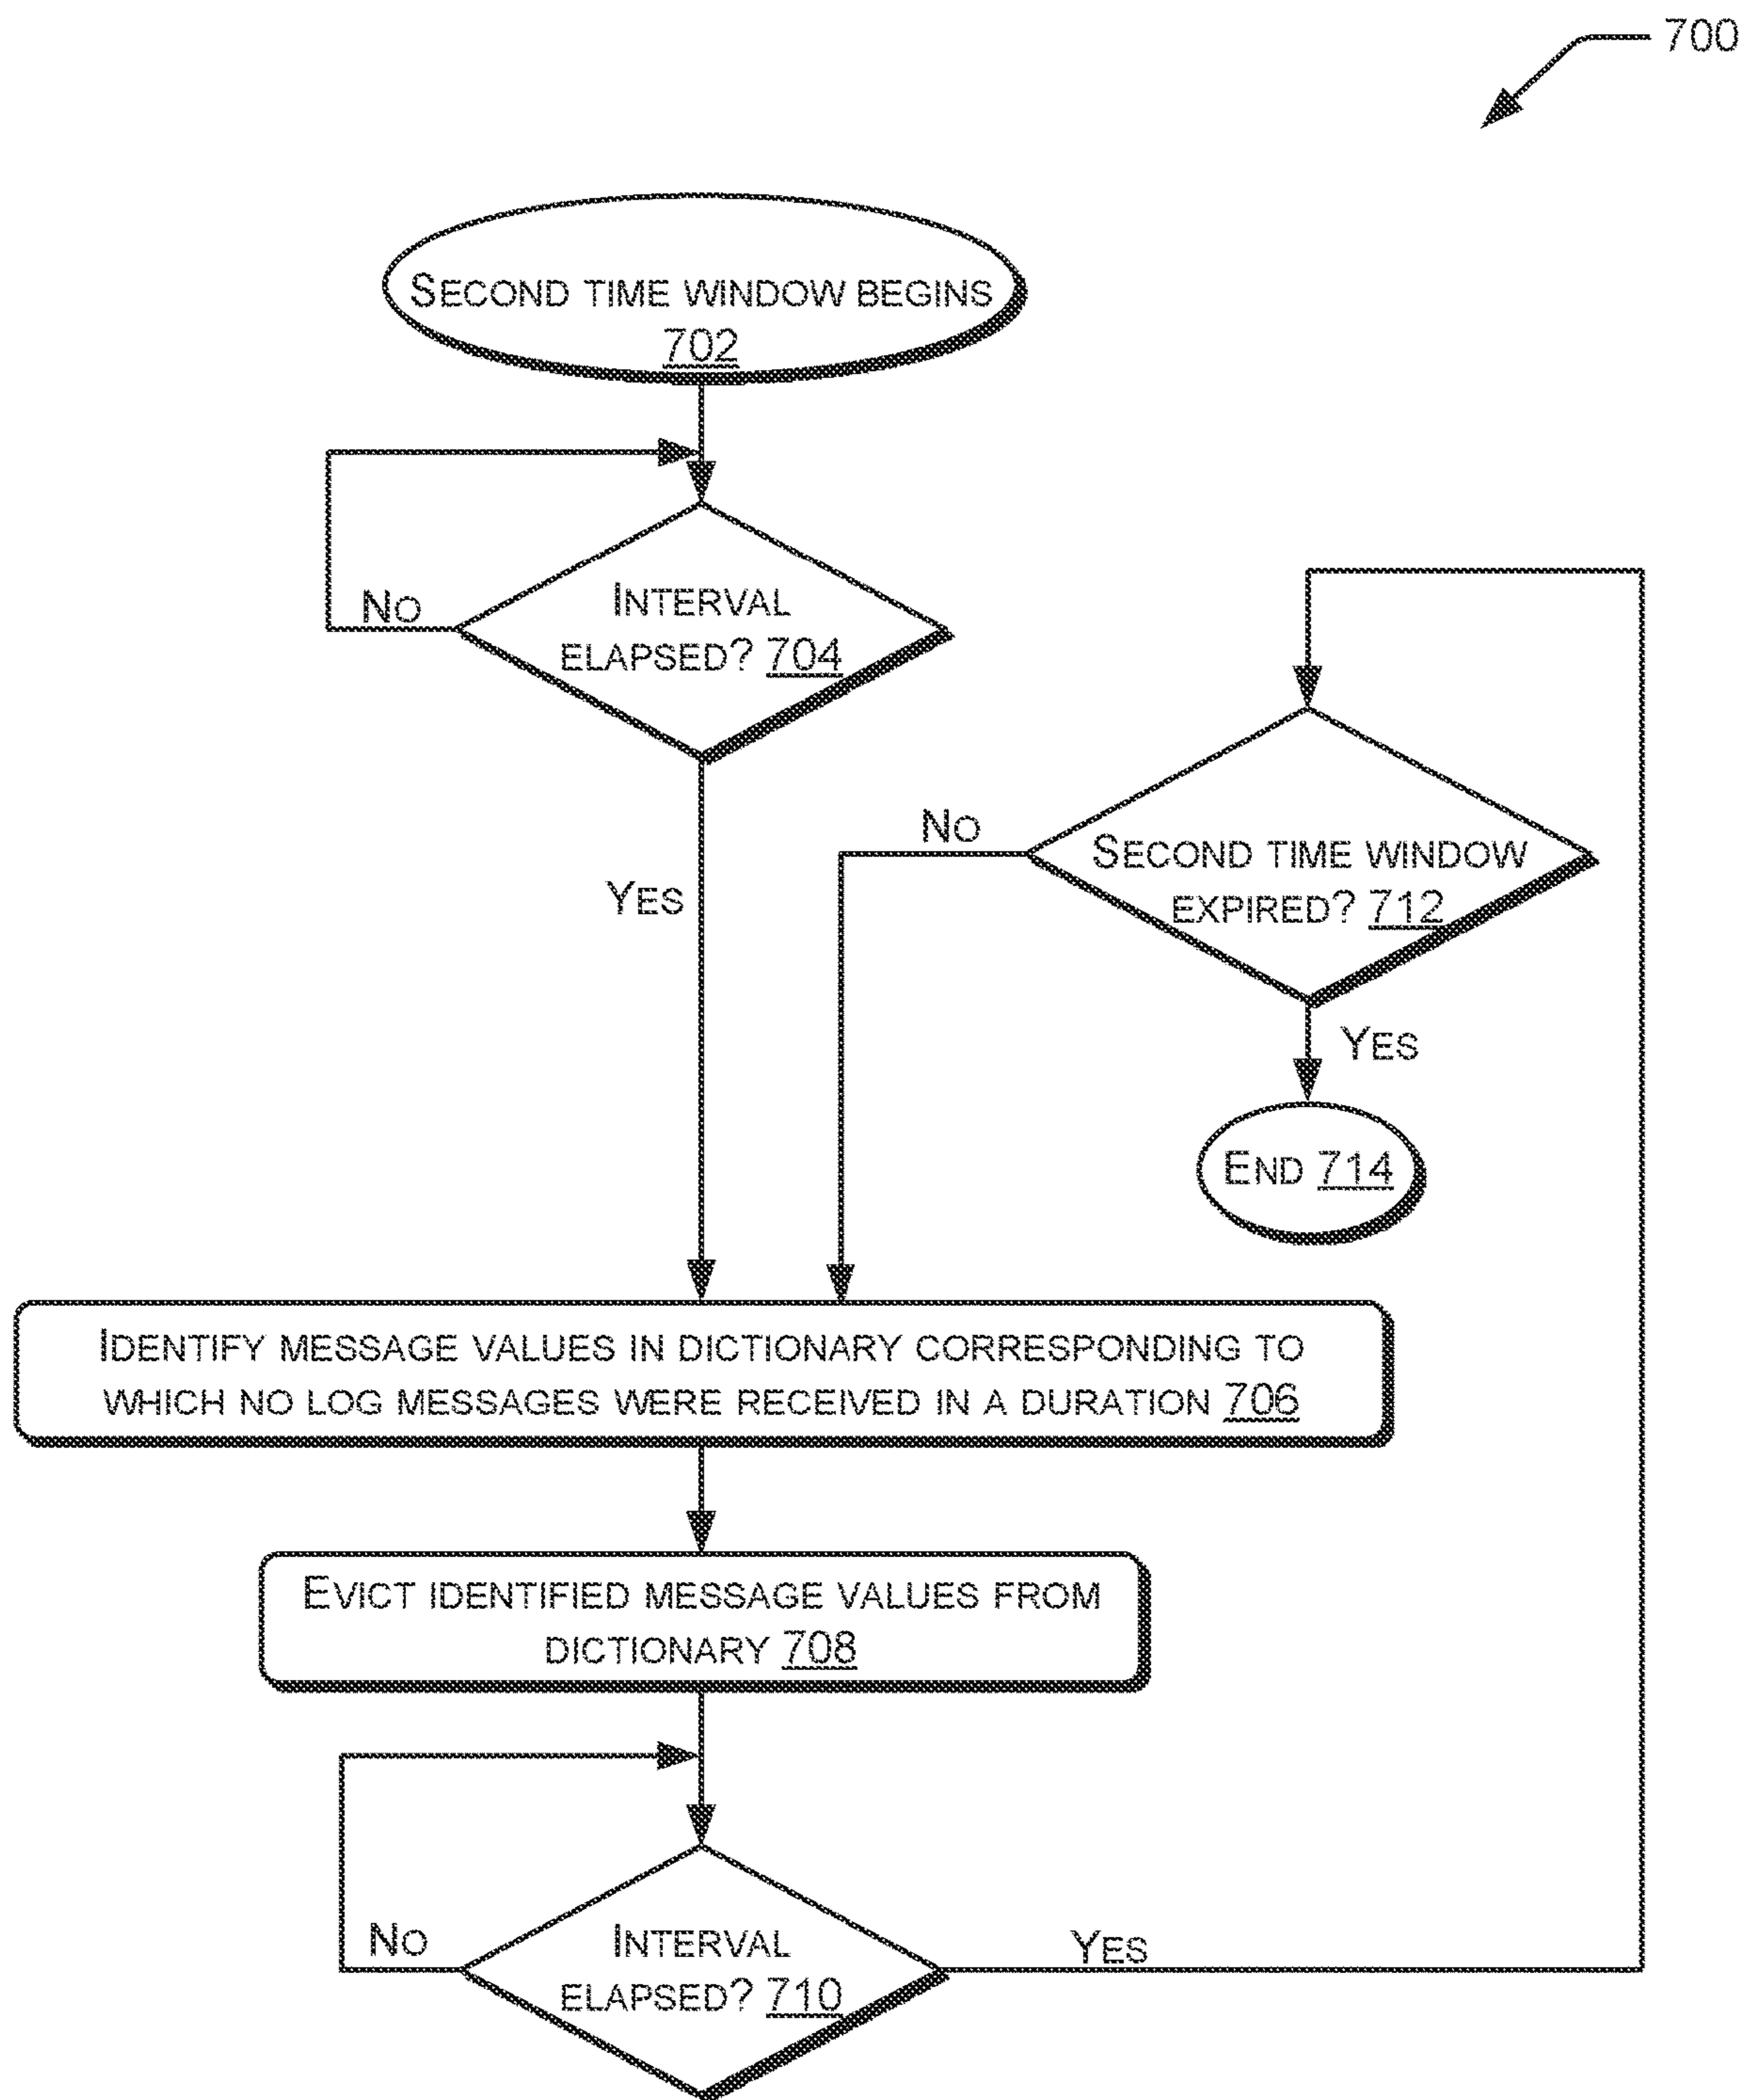 700
SECOND TIME WINDOW BEGINS
702
NO
INTERVAL
ELAPSED? 704
NO
SECOND TIME WINDOW
EXPIRED? 712
YES
YES
END 714
IDENTIFY MESSAGE VALUES IN DICTIONARY CORRESPONDING TO
WHICH NO LOG MESSAGES WERE RECEIVED IN A DURATION 706
EVICT IDENTIFIED MESSAGE VALUES FROM
DICTIONARY 708
NO
INTERVAL
ELAPSED? 710
YES